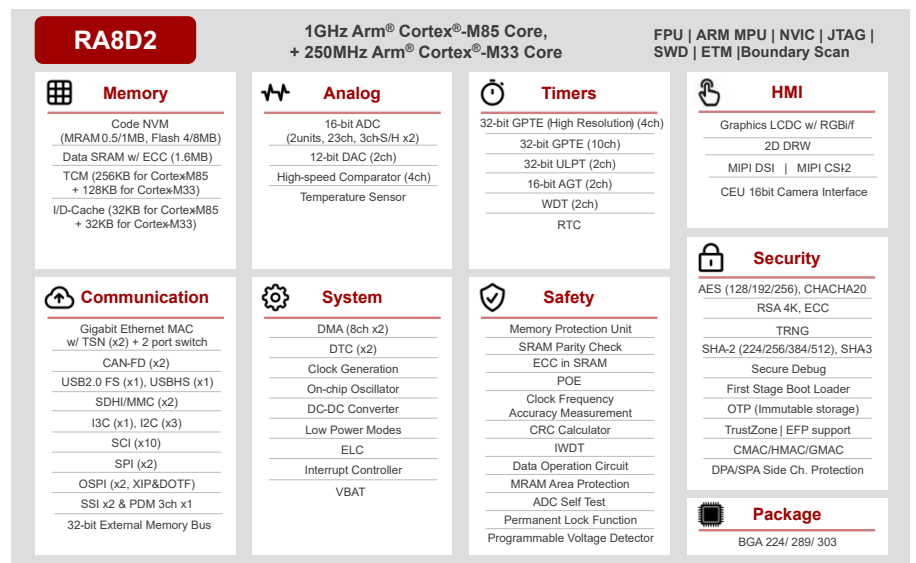 RA8D2
1GHz Arm® Cortex®-M85 Core,
+ 250MHz Arm® Cortex®-M33 Core
FPU | ARM MPU | NVIC | JTAG |
SWD | ETM |Boundary Scan
Memory
Code NVM
(MRAM 0.5/1MB, Flash 4/8MB)
Data SRAM w/ ECC (1.6MB)
TCM (256KB for Cortex-M85
+ 128KB for Cortex-M33)
I/D-Cache (32KB for Cortex-M85
+ 32KB for Cortex-M33)
Analog
16-bit ADC
(2units, 23ch, 3ch-S/H x2)
12-bit DAC (2ch)
High-speed Comparator (4ch)
Temperature Sensor
Timers
32-bit GPTE (High Resolution) (4ch)
32-bit GPTE (10ch)
32-bit ULPT (2ch)
16-bit AGT (2ch)
WDT (2ch)
RTC
HMI
Graphics LCDC w/ RGBi/f
2D DRW
MIPI DSI | MIPI CSI-2
CEU 16bit Camera Interface
Communication
Gigabit Ethernet MAC
w/ TSN (x2) + 2 port switch
CAN-FD (x2)
USB2.0 FS (x1), USBHS (x1)
SDHI/MMC (x2)
I3C (x1), I2C (x3)
SCI (x10)
SPI (x2)
OSPI (x2, XIP&DOTF)
SSI x2 & PDM 3ch x1
32-bit External Memory Bus
System
DMA (8ch x2)
DTC (x2)
Clock Generation
On-chip Oscillator
DC-DC Converter
Low Power Modes
ELC
Interrupt Controller
VBAT
Safety
Memory Protection Unit
SRAM Parity Check
ECC in SRAM
POE
Clock Frequency
Accuracy Measurement
CRC Calculator
IWDT
Data Operation Circuit
MRAM Area Protection
ADC Self Test
Permanent Lock Function
Programmable Voltage Detector
Security
AES (128/192/256), CHACHA20
RSA 4K, ECC
TRNG
SHA-2 (224/256/384/512), SHA-3
Secure Debug
First Stage Boot Loader
OTP (Immutable storage)
TrustZone | EFP support
CMAC/HMAC/GMAC
DPA/SPA Side Ch. Protection
Package
BGA 224/ 289/ 303